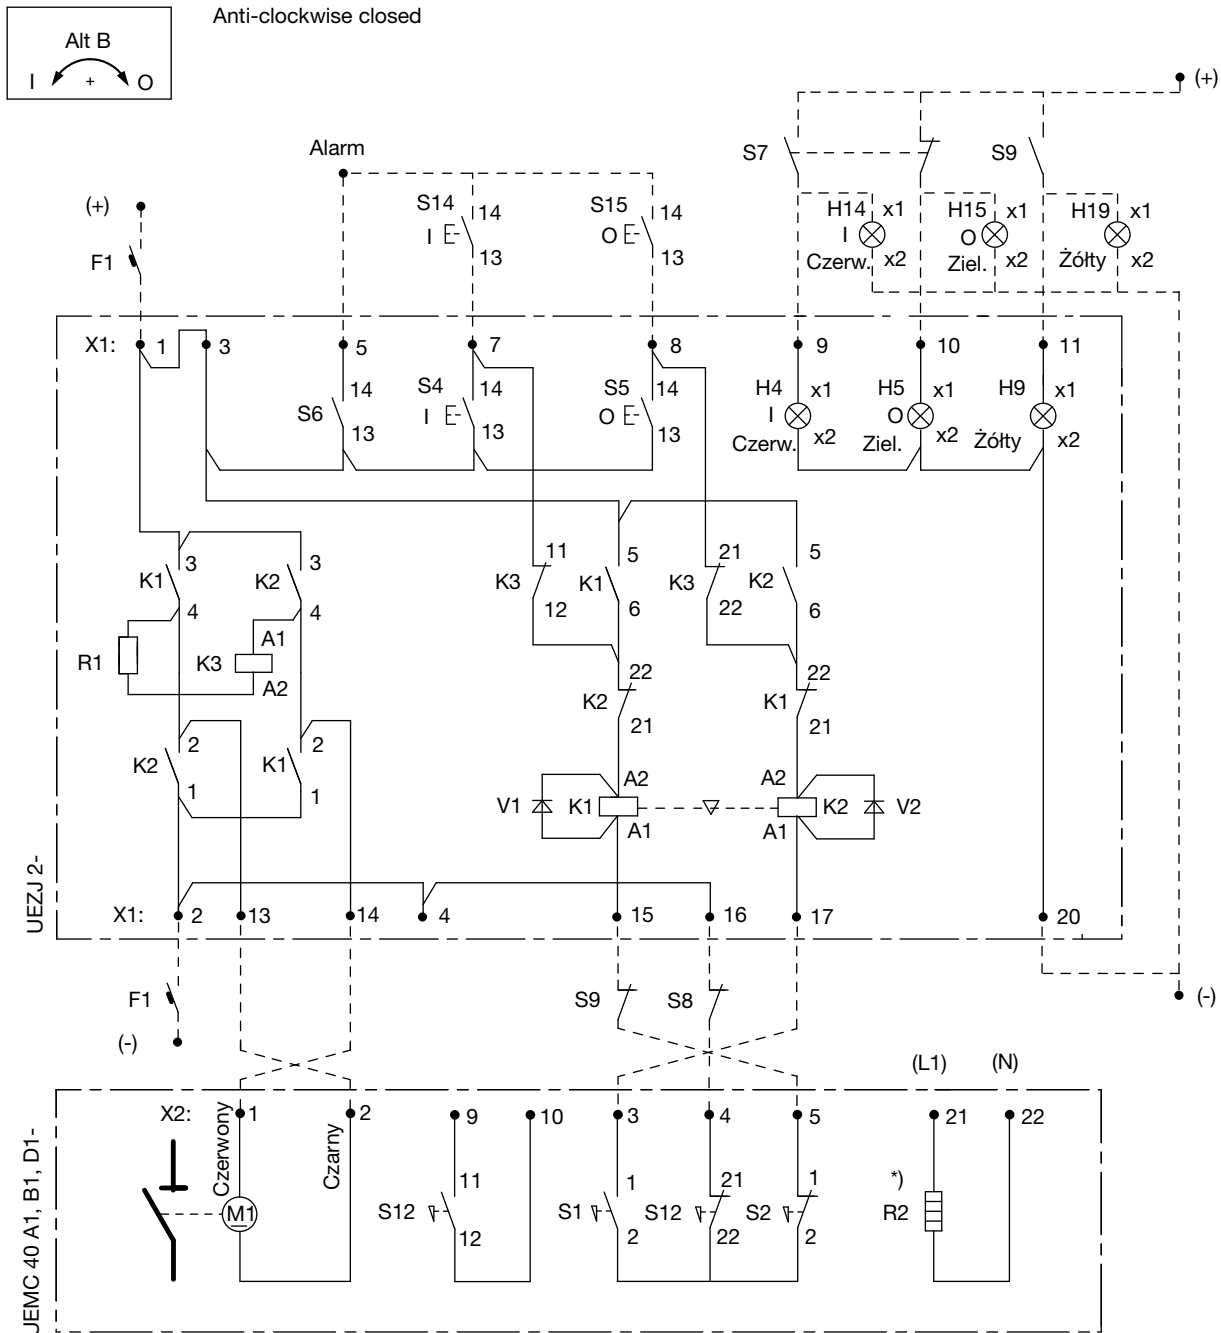 Anti-clockwise closed
Alt B
I + O
(+)
Alarm
S7 S9
(+)
S14 14
I
13
S15 14
O
13
H14 x1
I
Czerw. x2
H15 x1
O
Ziel. x2
H19 x1
Żółty x2
F1
X1: 1 3 5 7 8 9 10 11
S6 14
13
S4 14
I
13
S5 14
O
13
H4 x1
I
Czerw. x2
H5 x1
O
Ziel. x2
H9 x1
Żółty x2
K1 3
4
K2 3
4
K3 11
12
K1 5
6
K3 21
22
K2 5
6
R1
K3 A1
A2
K2 22
21
K1 22
21
K2 2
1
K1 2
1
V1 K1 A2
A1
A2 K2 V2
A1
UEZJ 2-
X1: 2 13 14 4 15 16 17 20
F1
(-)
S9 S8
(-)
(L1) (N)
X2: 1 2 9 10 3 4 5 21 22
Czerwony
Czarny
M1
S12 11
12
S1 1
2
S12 21
22
S2 1
2
*)
R2
UEMC 40 A1, B1, D1-